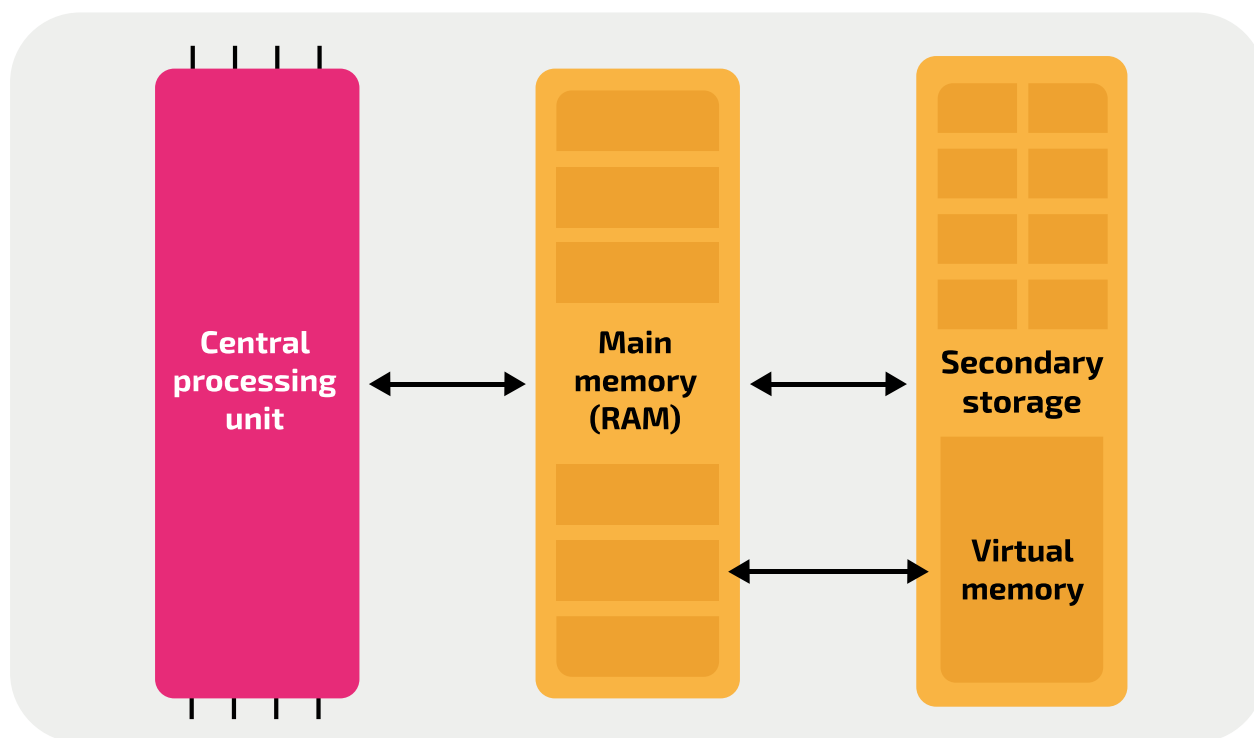 Central
processing
unit
Main
memory
(RAM)
Secondary
storage
Virtual
memory